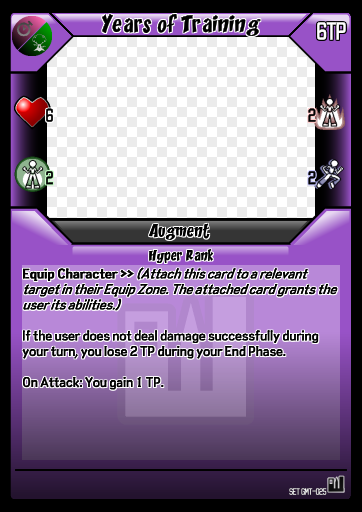 Years of Training
6TP
6
2
2
2
Augment
Hyper Rank
Equip Character >> (Attach this card to a relevant
target in their Equip Zone. The attached card grants the
user its abilities.)
If the user does not deal damage successfully during
your turn, you lose 2 TP during your End Phase.
On Attack: You gain 1 TP.
SET GMT-025